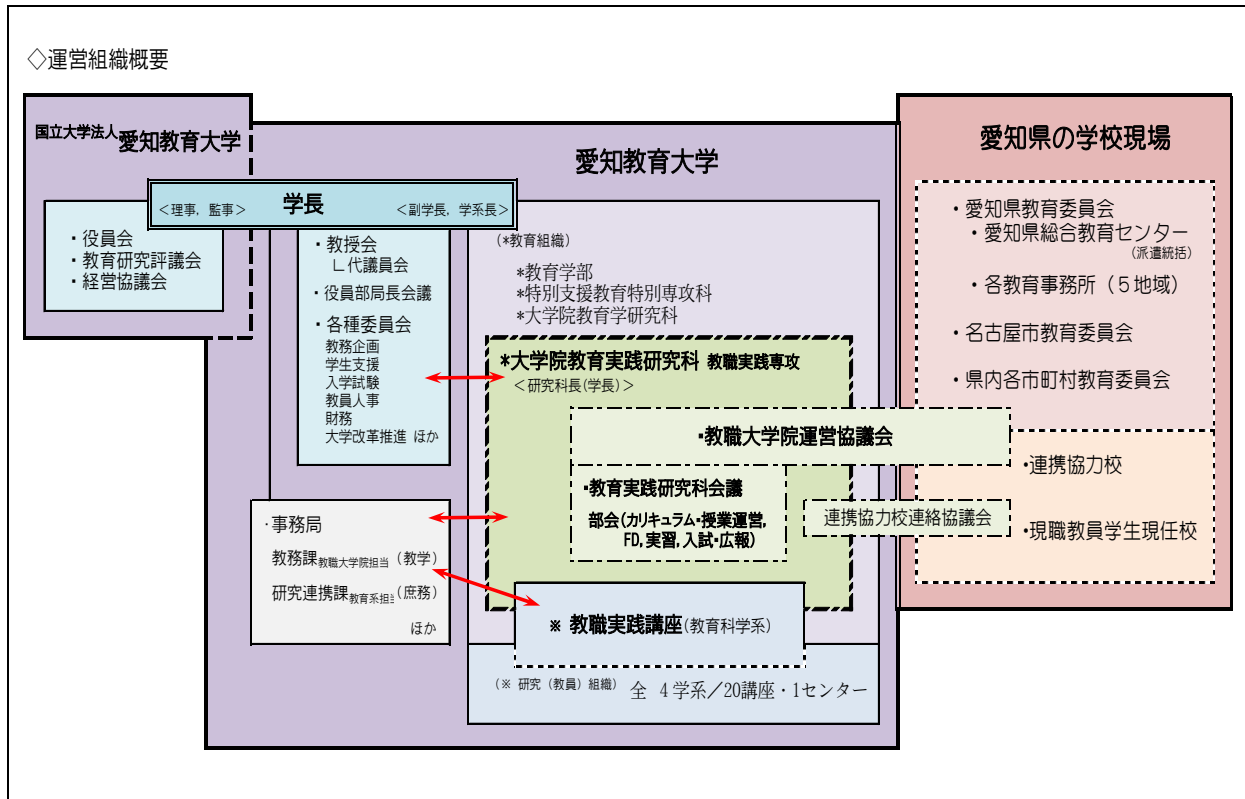 ◇運営組織概要
国立大学法人愛知教育大学
愛知教育大学
愛知県の学校現場
<理事，監事> 学長 <副学長，学系長>
・役員会
・教育研究評議会
・経営協議会
・教授会
∟代議員会
・役員部局長会議
・各種委員会
教務企画
学生支援
入学試験
教員人事
財務
大学改革推進 ほか
・事務局
教務課教職大学院担当（教学）
研究連携課教育系担（庶務）
ほか
(*教育組織)
*教育学部
*特別支援教育特別専攻科
*大学院教育学研究科
*大学院教育実践研究科 教職実践専攻
<研究科長(学長)>
・教職大学院運営協議会
・教育実践研究科会議
部会(カリキュラム・授業運営，
FD，実習，入試・広報)
連携協力校連絡協議会
※ 教職実践講座(教育科学系)
(※ 研究（教員）組織) 全 4学系／20講座・1センター
・愛知県教育委員会
・愛知県総合教育センター
(派遣統括)
・各教育事務所（５地域）
・名古屋市教育委員会
・県内各市町村教育委員会
・連携協力校
・現職教員学生現任校